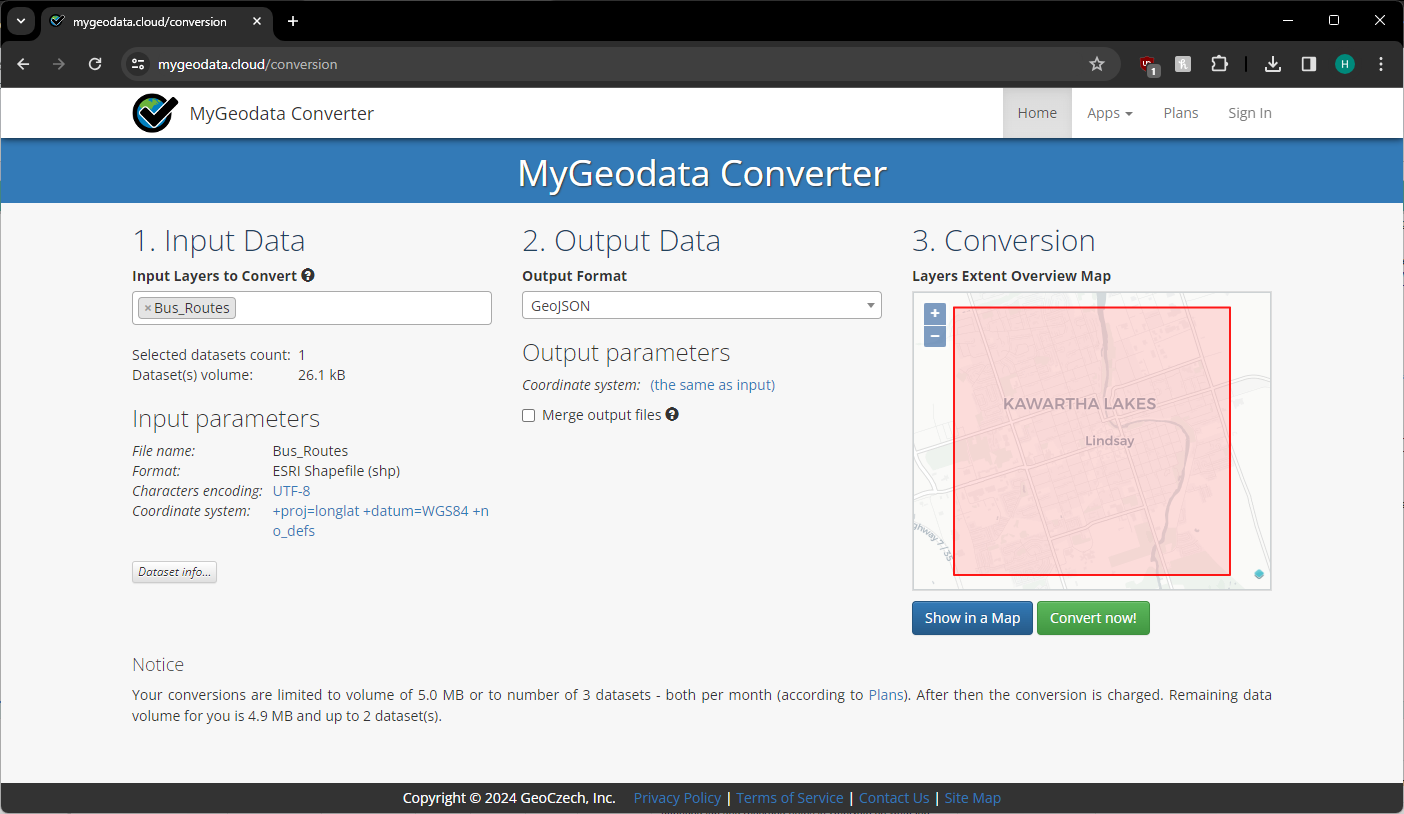 mygeodata.cloud/conversion
mygeodata.cloud/conversion
1
H
MyGeodata Converter
Home
Apps
Plans
Sign In
MyGeodata Converter
1. Input Data
Input Layers to Convert
× Bus_Routes
Selected datasets count: 1
Dataset(s) volume: 26.1 kB
Input parameters
File name: Bus_Routes
Format: ESRI Shapefile (shp)
Characters encoding: UTF-8
Coordinate system: +proj=longlat +datum=WGS84 +n
o_defs
Dataset info...
2. Output Data
Output Format
GeoJSON
Output parameters
Coordinate system: (the same as input)
Merge output files
3. Conversion
Layers Extent Overview Map
+
−
KAWARTHA LAKES
Lindsay
Show in a Map
Convert now!
Notice
Your conversions are limited to volume of 5.0 MB or to number of 3 datasets - both per month (according to Plans). After then the conversion is charged. Remaining data
volume for you is 4.9 MB and up to 2 dataset(s).
Copyright © 2024 GeoCzech, Inc. Privacy Policy | Terms of Service | Contact Us | Site Map